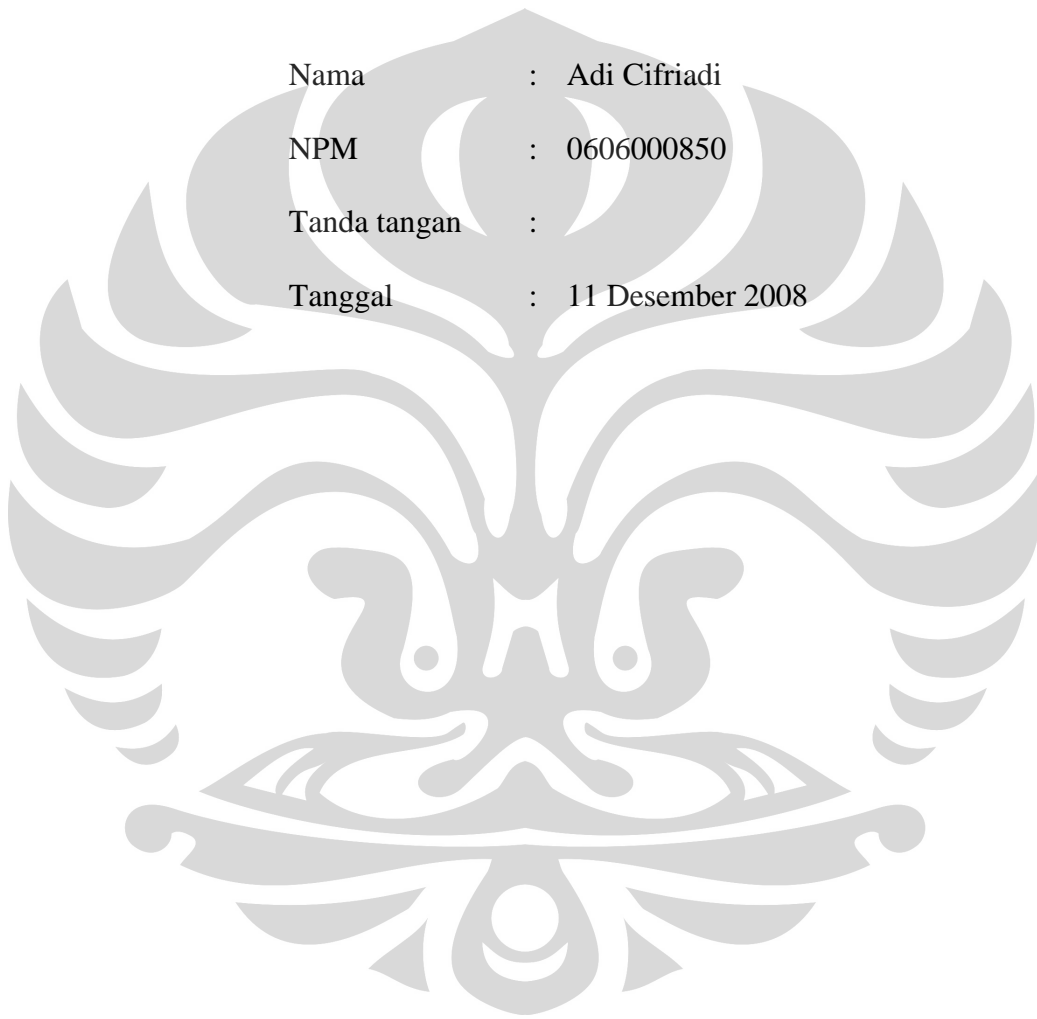 Nama : Adi Cifriadi
NPM : 0606000850
Tanda tangan :
Tanggal : 11 Desember 2008